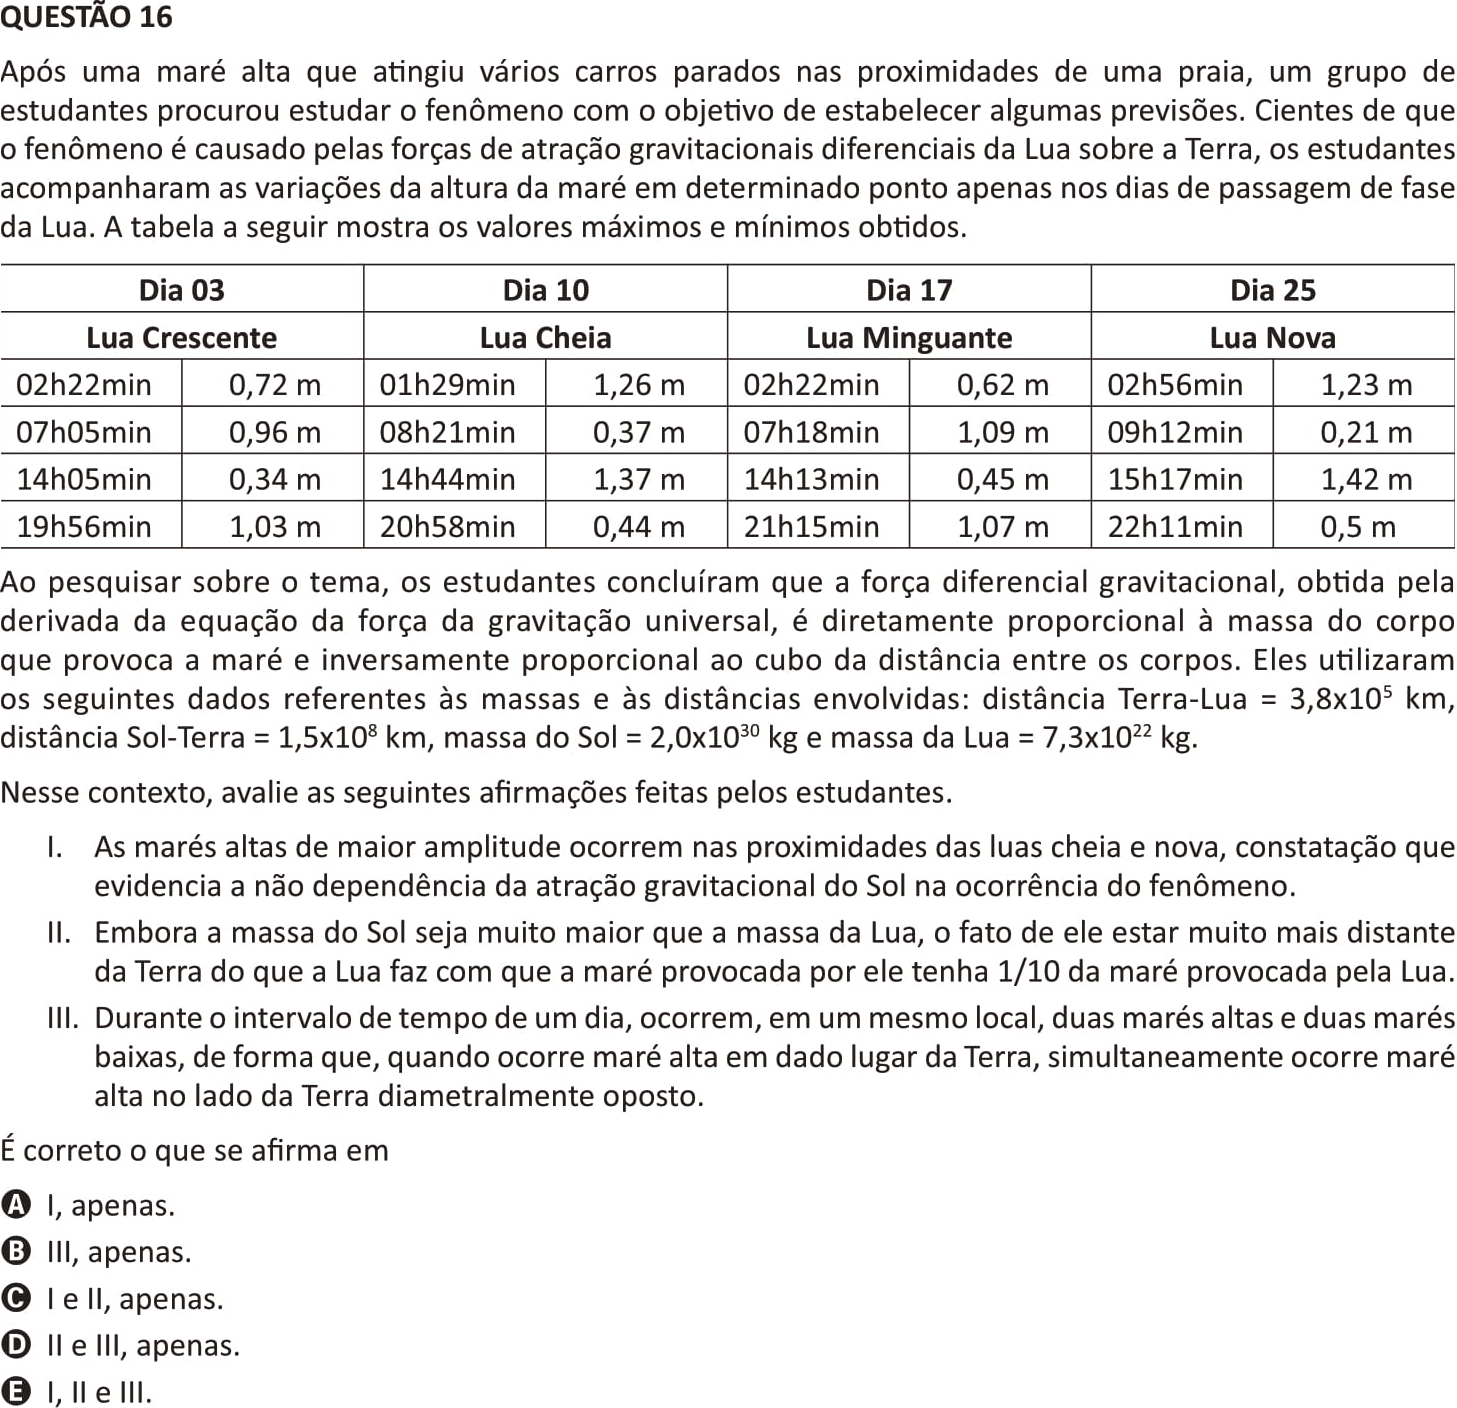 QUESTÃO 16
Após uma maré alta que atingiu vários carros parados nas proximidades de uma praia, um grupo de
estudantes procurou estudar o fenômeno com o objetivo de estabelecer algumas previsões. Cientes de que
o fenômeno é causado pelas forças de atração gravitacionais diferenciais da Lua sobre a Terra, os estudantes
acompanharam as variações da altura da maré em determinado ponto apenas nos dias de passagem de fase
da Lua. A tabela a seguir mostra os valores máximos e mínimos obtidos.
Dia 03 Dia 10 Dia 17 Dia 25
Lua Crescente Lua Cheia Lua Minguante Lua Nova
02h22min 0,72 m 01h29min 1,26 m 02h22min 0,62 m 02h56min 1,23 m
07h05min 0,96 m 08h21min 0,37 m 07h18min 1,09 m 09h12min 0,21 m
14h05min 0,34 m 14h44min 1,37 m 14h13min 0,45 m 15h17min 1,42 m
19h56min 1,03 m 20h58min 0,44 m 21h15min 1,07 m 22h11min 0,5 m
Ao pesquisar sobre o tema, os estudantes concluíram que a força diferencial gravitacional, obtida pela
derivada da equação da força da gravitação universal, é diretamente proporcional à massa do corpo
que provoca a maré e inversamente proporcional ao cubo da distância entre os corpos. Eles utilizaram
os seguintes dados referentes às massas e às distâncias envolvidas: distância Terra-Lua = 3,8x10⁵ km,
distância Sol-Terra = 1,5x10⁸ km, massa do Sol = 2,0x10³⁰ kg e massa da Lua = 7,3x10²² kg.
Nesse contexto, avalie as seguintes afirmações feitas pelos estudantes.
I. As marés altas de maior amplitude ocorrem nas proximidades das luas cheia e nova, constatação que
evidencia a não dependência da atração gravitacional do Sol na ocorrência do fenômeno.
II. Embora a massa do Sol seja muito maior que a massa da Lua, o fato de ele estar muito mais distante
da Terra do que a Lua faz com que a maré provocada por ele tenha 1/10 da maré provocada pela Lua.
III. Durante o intervalo de tempo de um dia, ocorrem, em um mesmo local, duas marés altas e duas marés
baixas, de forma que, quando ocorre maré alta em dado lugar da Terra, simultaneamente ocorre maré
alta no lado da Terra diametralmente oposto.
É correto o que se afirma em
A I, apenas.
B III, apenas.
C I e II, apenas.
D II e III, apenas.
E I, II e III.